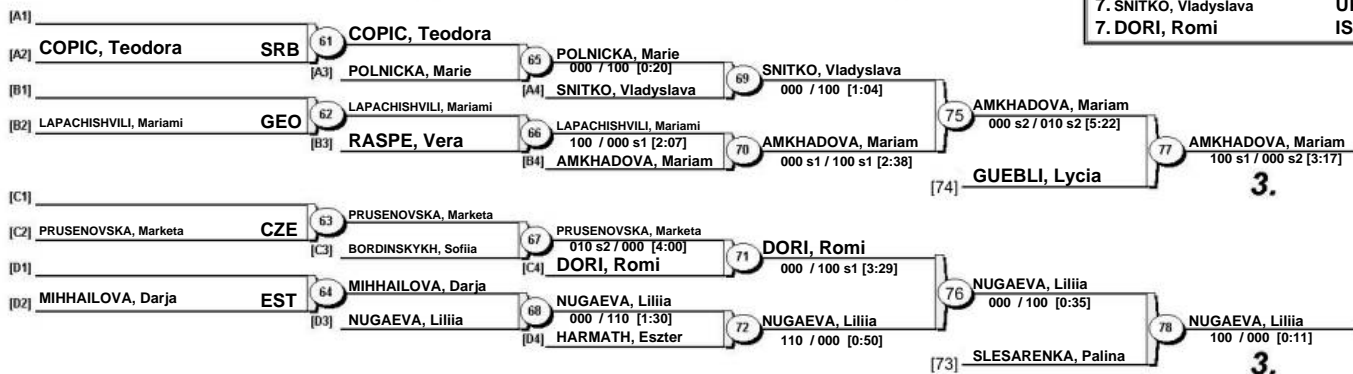 7. SNITKO, Vladyslava
7. DORI, Romi IS
[A1]
[A2] COPIC, Teodora SRB
61
COPIC, Teodora
[A3] POLNICKA, Marie
65
POLNICKA, Marie
000 / 100 [0:20]
[A4] SNITKO, Vladyslava
69
SNITKO, Vladyslava
000 / 100 [1:04]
[B1]
[B2] LAPACHISHVILI, Mariami GEO
62
LAPACHISHVILI, Mariami
[B3] RASPE, Vera
66
LAPACHISHVILI, Mariami
100 / 000 s1 [2:07]
[B4] AMKHADOVA, Mariam
70
AMKHADOVA, Mariam
000 s1 / 100 s1 [2:38]
75
AMKHADOVA, Mariam
000 s2 / 010 s2 [5:22]
[74] GUEBLI, Lycia
77
AMKHADOVA, Mariam
100 s1 / 000 s2 [3:17]
3.
[C1]
[C2] PRUSENOVSKA, Marketa CZE
63
PRUSENOVSKA, Marketa
[C3] BORDINSKYKH, Sofiia
67
PRUSENOVSKA, Marketa
010 s2 / 000 [4:00]
[C4] DORI, Romi
71
DORI, Romi
000 / 100 s1 [3:29]
[D1]
[D2] MIHHAILOVA, Darja EST
64
MIHHAILOVA, Darja
[D3] NUGAEVA, Liliia
68
NUGAEVA, Liliia
000 / 110 [1:30]
[D4] HARMATH, Eszter
72
NUGAEVA, Liliia
110 / 000 [0:50]
76
NUGAEVA, Liliia
000 / 100 [0:35]
[73] SLESARENKA, Palina
78
NUGAEVA, Liliia
100 / 000 [0:11]
3.